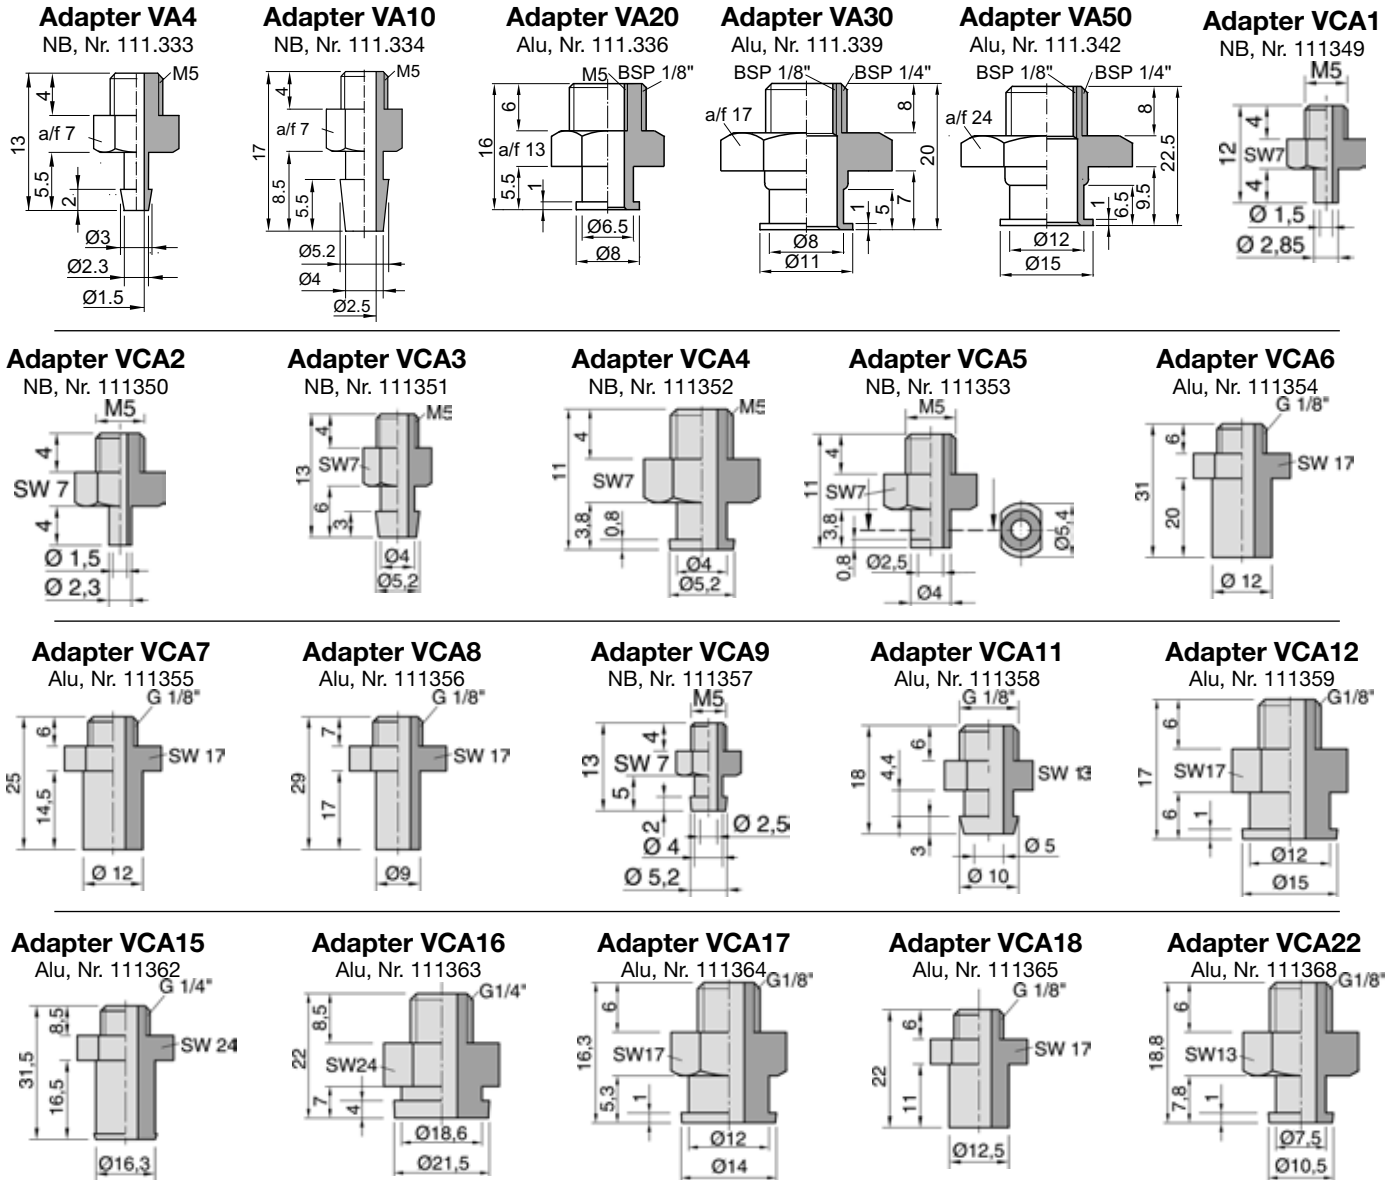 Adapter VA4
NB, Nr. 111.333
M5
4
13
a/f 7
5.5
2
Ø3
Ø2.3
Ø1.5
Adapter VA10
NB, Nr. 111.334
M5
4
17
a/f 7
8.5
5.5
Ø5.2
Ø4
Ø2.5
Adapter VA20
Alu, Nr. 111.336
M5
BSP 1/8"
6
16
a/f 13
5.5
1
Ø6.5
Ø8
Adapter VA30
Alu, Nr. 111.339
BSP 1/8"
BSP 1/4"
8
a/f 17
20
7
5
1
Ø8
Ø11
Adapter VA50
Alu, Nr. 111.342
BSP 1/8"
BSP 1/4"
8
a/f 24
22.5
9.5
6.5
1
Ø12
Ø15
Adapter VCA1
NB, Nr. 111349
M5
4
12
SW7
4
Ø 1,5
Ø 2,85
Adapter VCA2
NB, Nr. 111350
M5
4
SW 7
4
Ø 1,5
Ø 2,3
Adapter VCA3
NB, Nr. 111351
M5
4
13
SW7
6
3
Ø4
Ø5,2
Adapter VCA4
NB, Nr. 111352
M5
4
11
SW7
3,8
0,8
Ø4
Ø5,2
Adapter VCA5
NB, Nr. 111353
M5
4
11
SW7
3,8
0,8
Ø5,4
Ø2,5
Ø4
Adapter VCA6
Alu, Nr. 111354
G 1/8"
6
SW 17
31
20
Ø 12
Adapter VCA7
Alu, Nr. 111355
G 1/8"
6
SW 17
25
14,5
Ø 12
Adapter VCA8
Alu, Nr. 111356
G 1/8"
7
SW 17
29
17
Ø9
Adapter VCA9
NB, Nr. 111357
M5
4
13
SW 7
5
2
Ø 2,5
Ø 4
Ø 5,2
Adapter VCA11
Alu, Nr. 111358
G 1/8"
6
SW 13
18
4,4
3
Ø 5
Ø 10
Adapter VCA12
Alu, Nr. 111359
G1/8"
6
SW17
17
6
1
Ø12
Ø15
Adapter VCA15
Alu, Nr. 111362
G 1/4"
8,5
SW 24
31,5
16,5
Ø16,3
Adapter VCA16
Alu, Nr. 111363
G1/4"
8,5
22
SW24
7
4
Ø18,6
Ø21,5
Adapter VCA17
Alu, Nr. 111364
G1/8"
6
16,3
SW17
5,3
1
Ø12
Ø14
Adapter VCA18
Alu, Nr. 111365
G 1/8"
6
SW 17
22
11
Ø12,5
Adapter VCA22
Alu, Nr. 111368
G1/8"
6
18,8
SW13
7,8
1
Ø7,5
Ø10,5